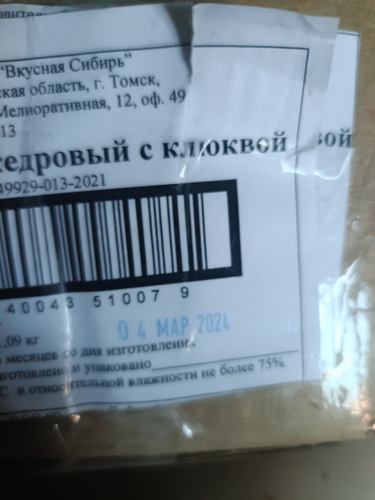 "Вкусная Сибирь"
ская область, г. Томск,
Мелиоративная, 12, оф. 49
13
кедровый с клюквой
49929-013-2021
40043 51007 9
,09 кг
04 МАР 2024
месяцев со дня изготовления
изготовлено и упаковано
С и относительной влажности не более 75%